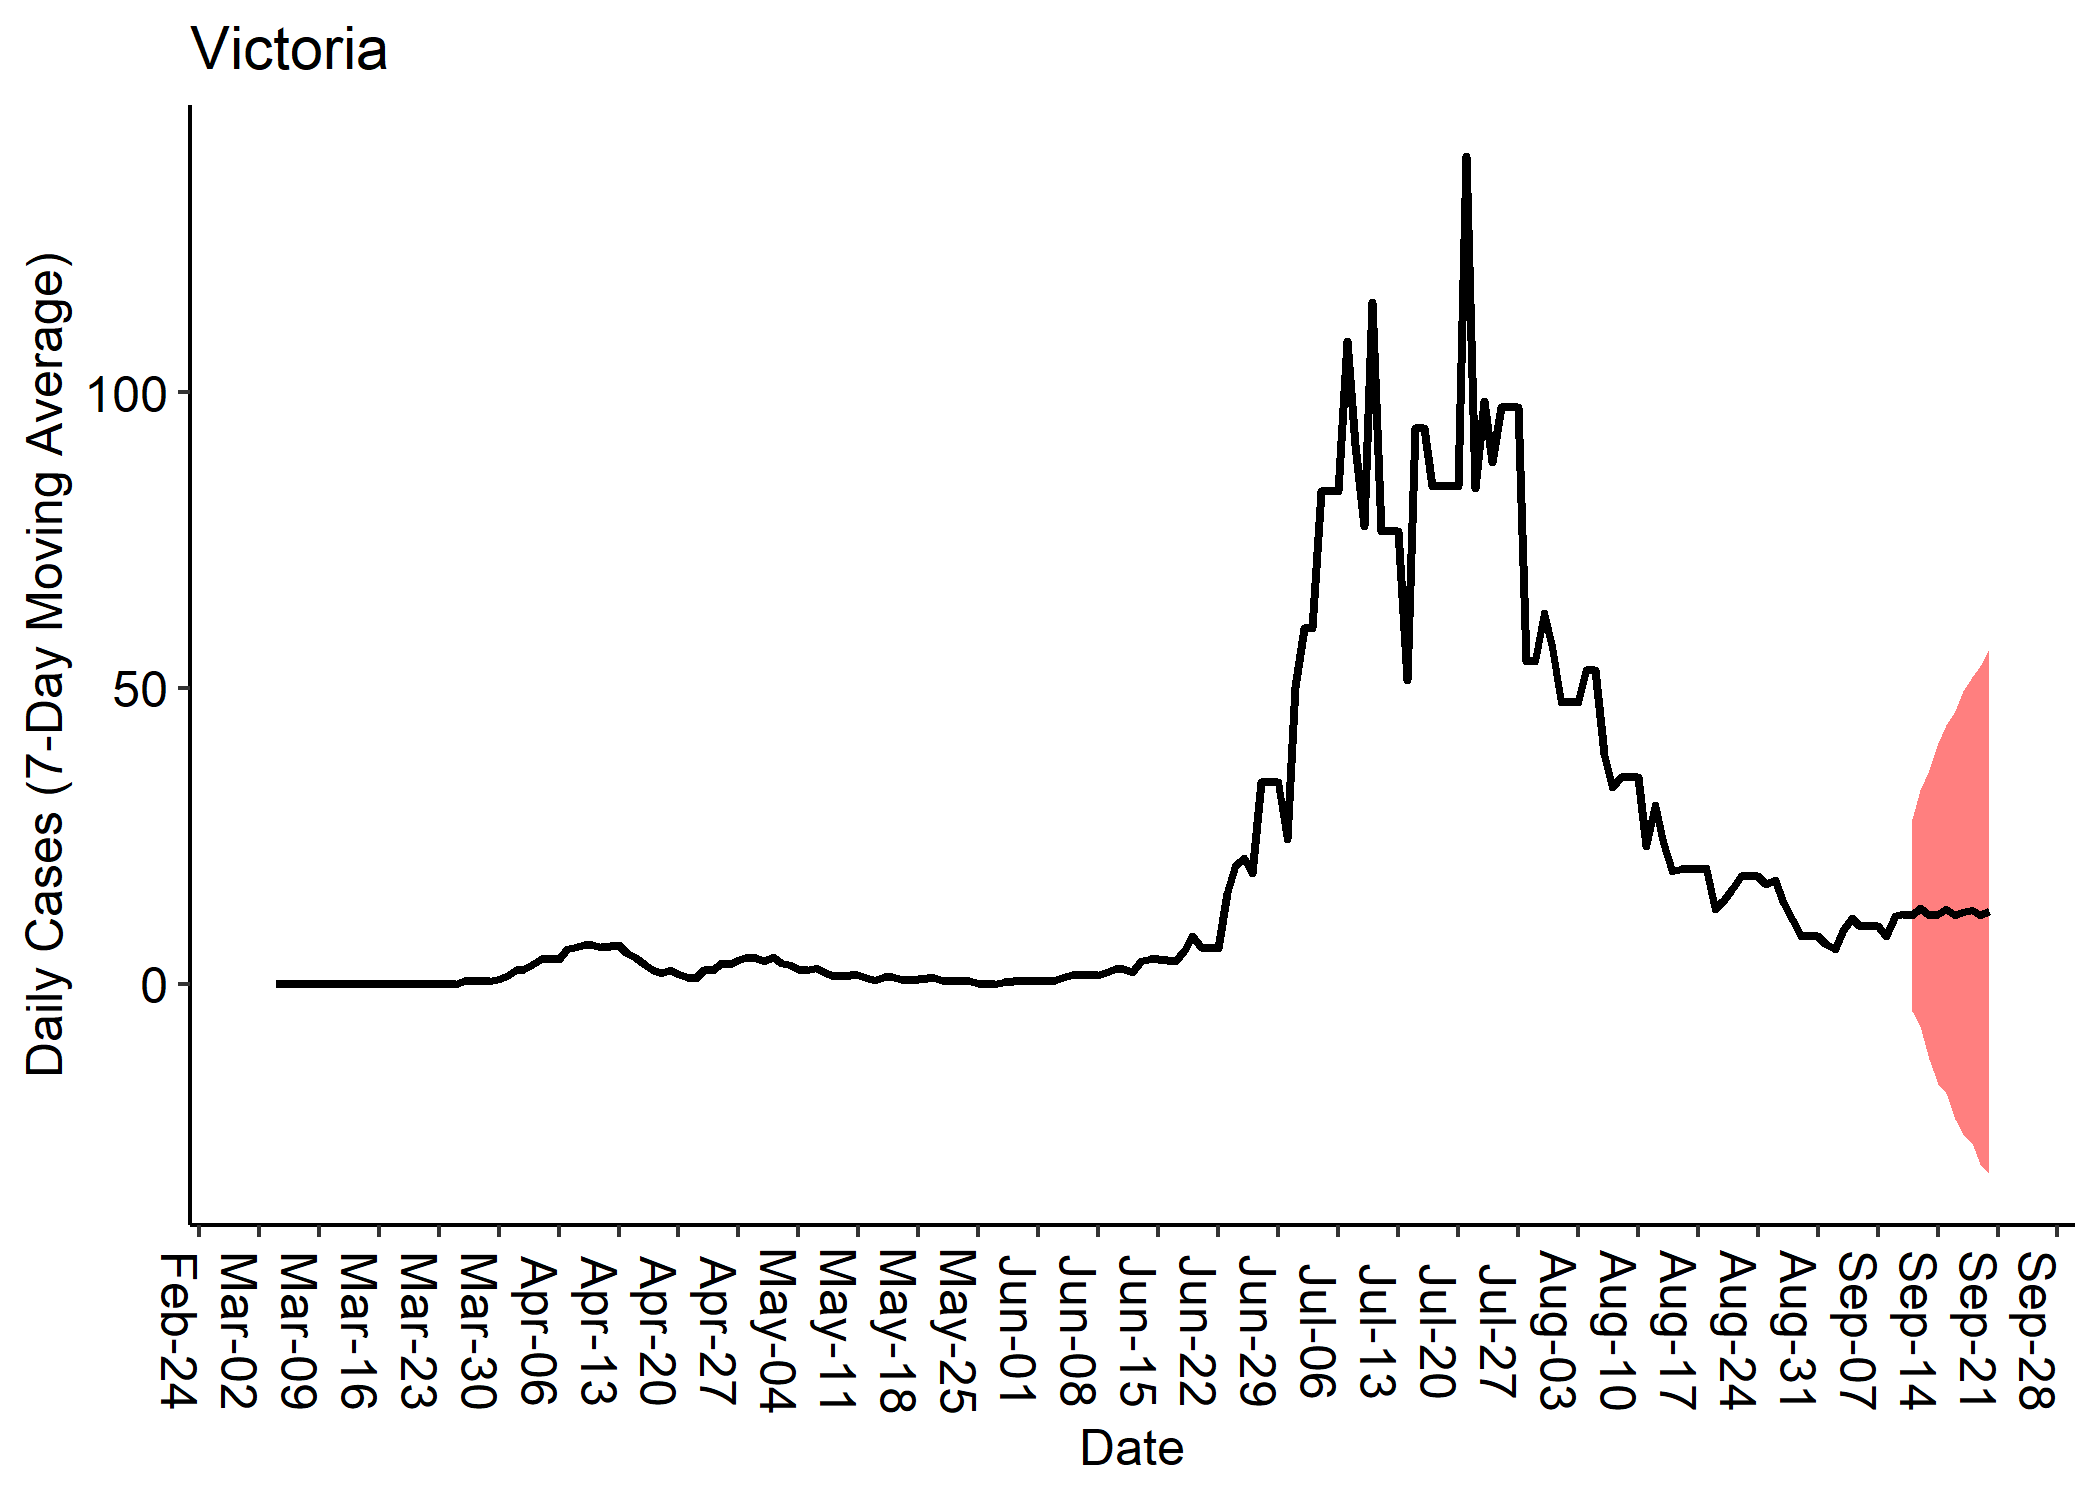 Victoria
Daily Cases (7-Day Moving Average)
100
50
0
Feb-24
Mar-02
Mar-09
Mar-16
Mar-23
Mar-30
Apr-06
Apr-13
Apr-20
Apr-27
May-04
May-11
May-18
May-25
Jun-01
Jun-08
Jun-15
Jun-22
Jun-29
Jul-06
Jul-13
Jul-20
Jul-27
Aug-03
Aug-10
Aug-17
Aug-24
Aug-31
Sep-07
Sep-14
Sep-21
Sep-28
Date